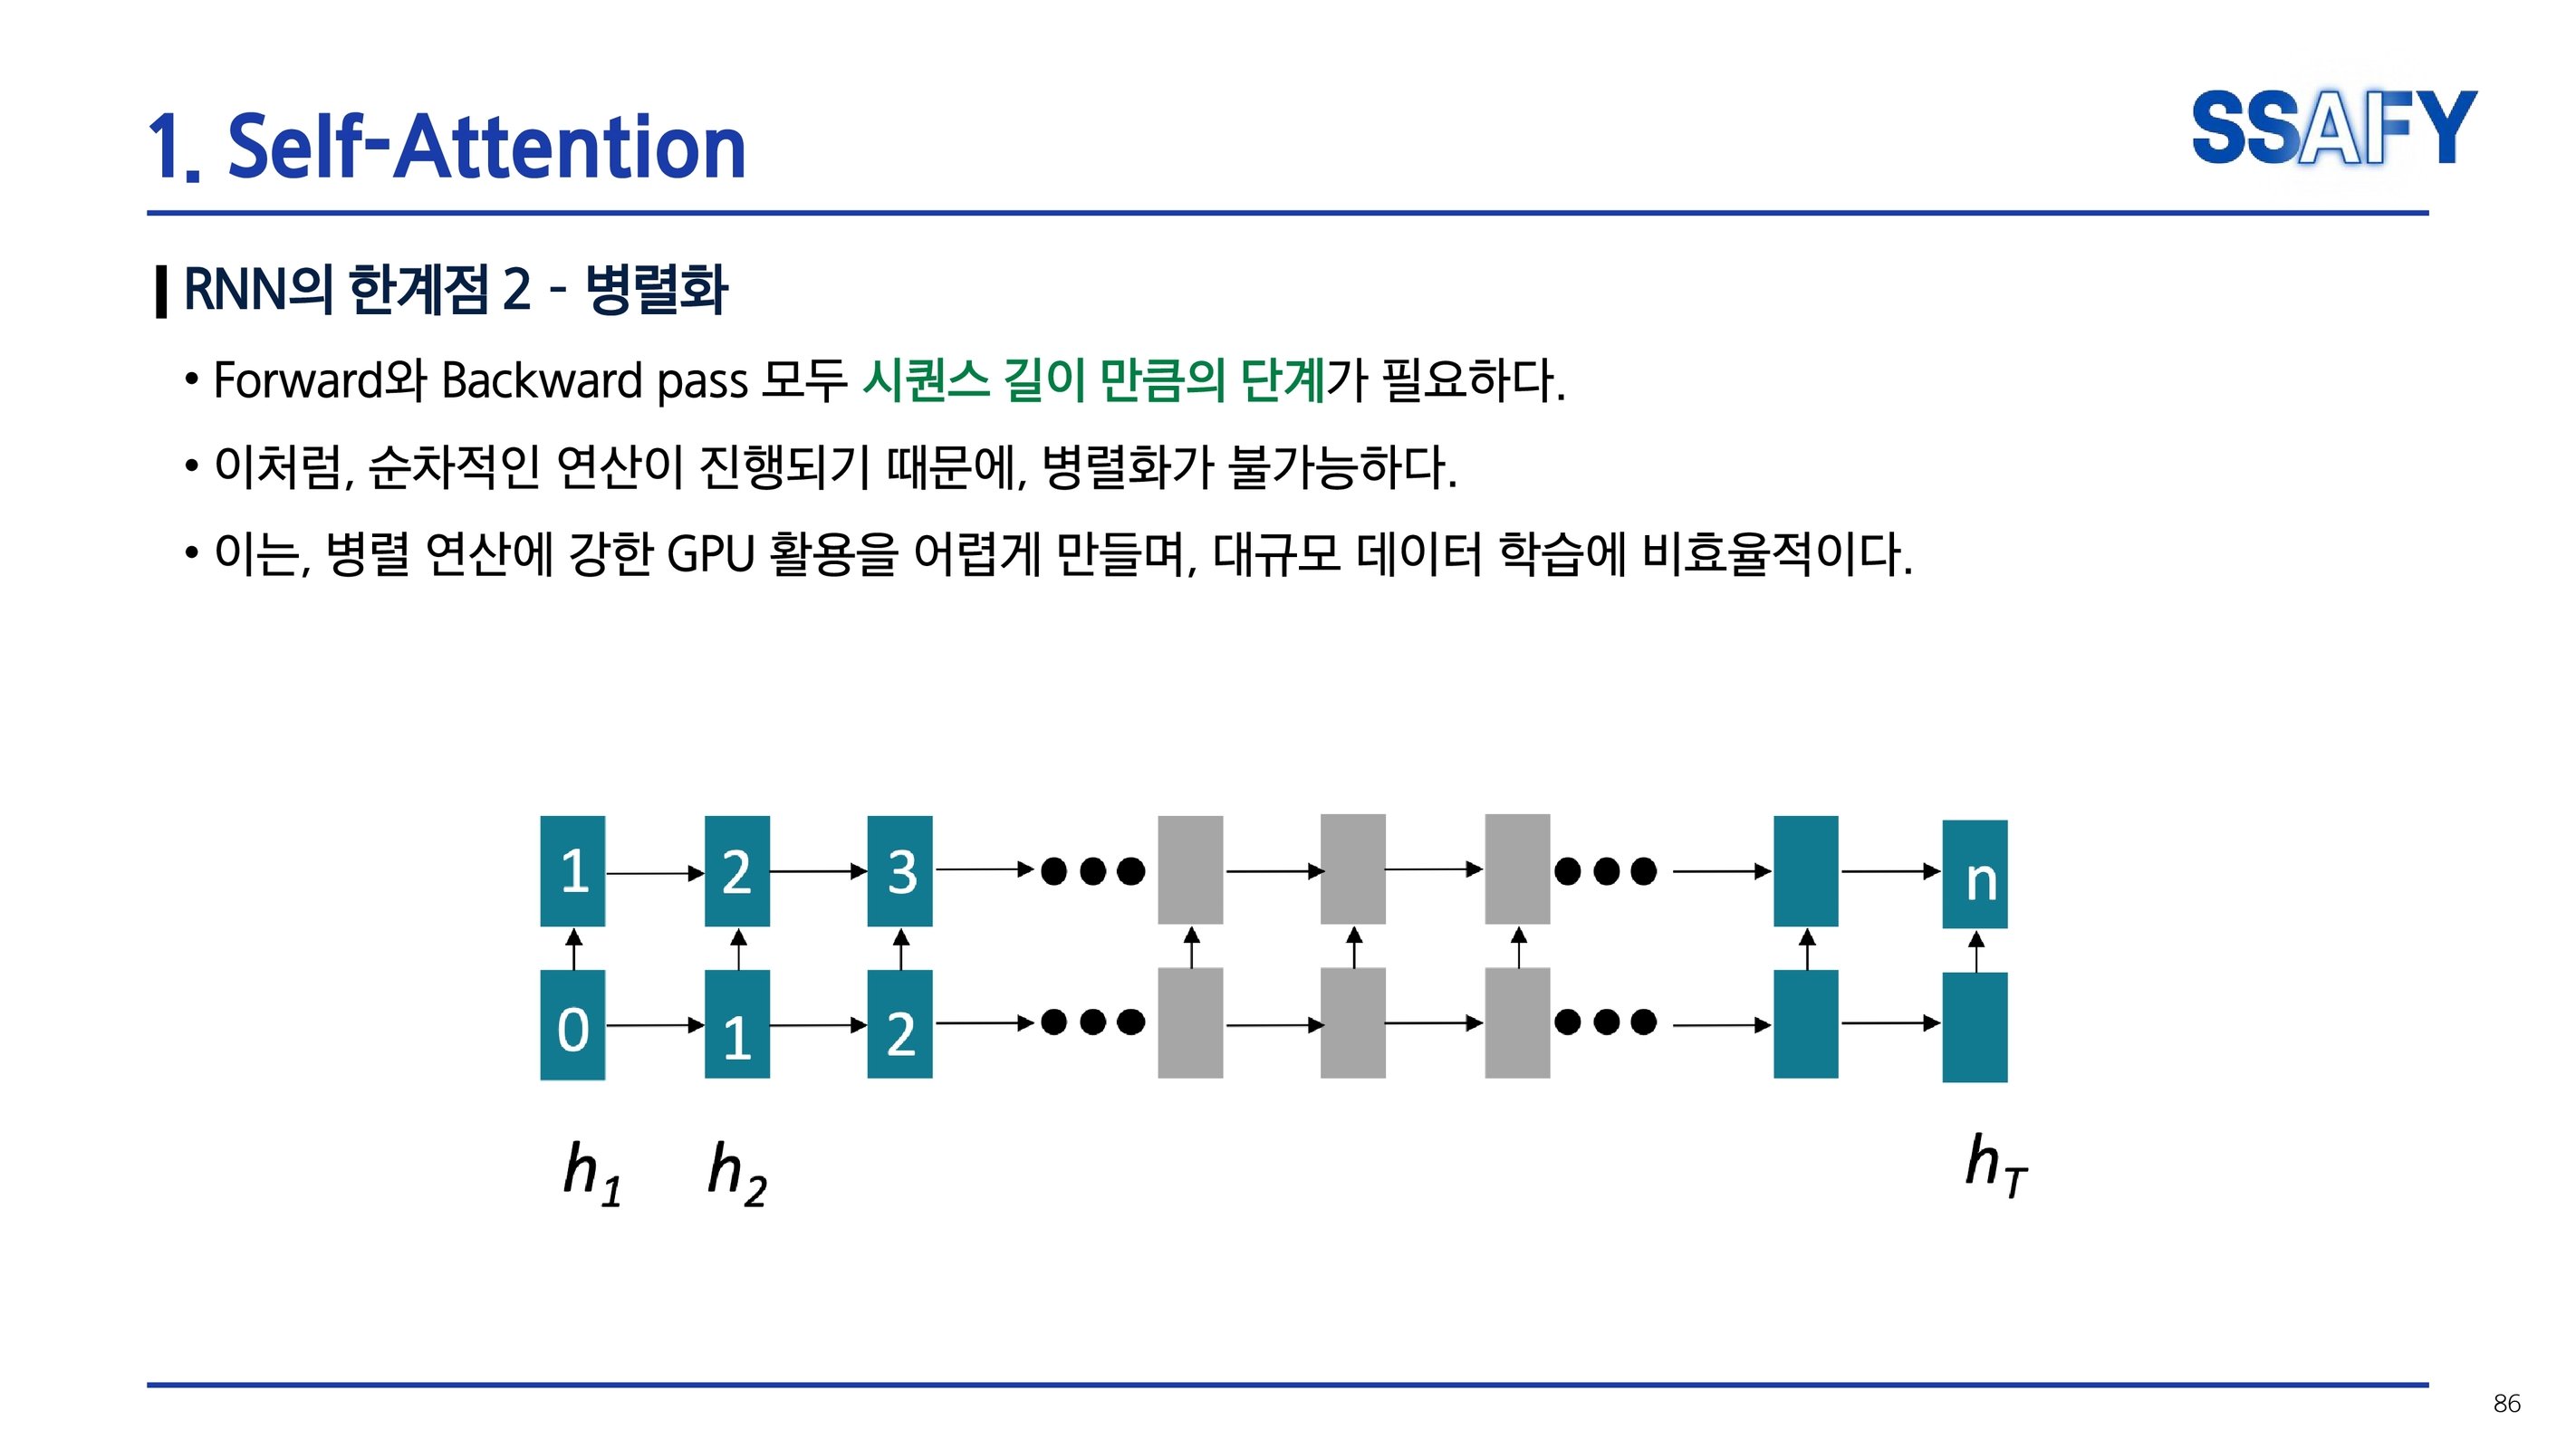 1. Self-Attention
SSAFY
RNN의 한계점 2 - 병렬화
• Forward와 Backward pass 모두 시퀀스 길이 만큼의 단계가 필요하다.
• 이처럼, 순차적인 연산이 진행되기 때문에, 병렬화가 불가능하다.
• 이는, 병렬 연산에 강한 GPU 활용을 어렵게 만들며, 대규모 데이터 학습에 비효율적이다.
1 2 3 n
0 1 2
h1 h2 hT
86